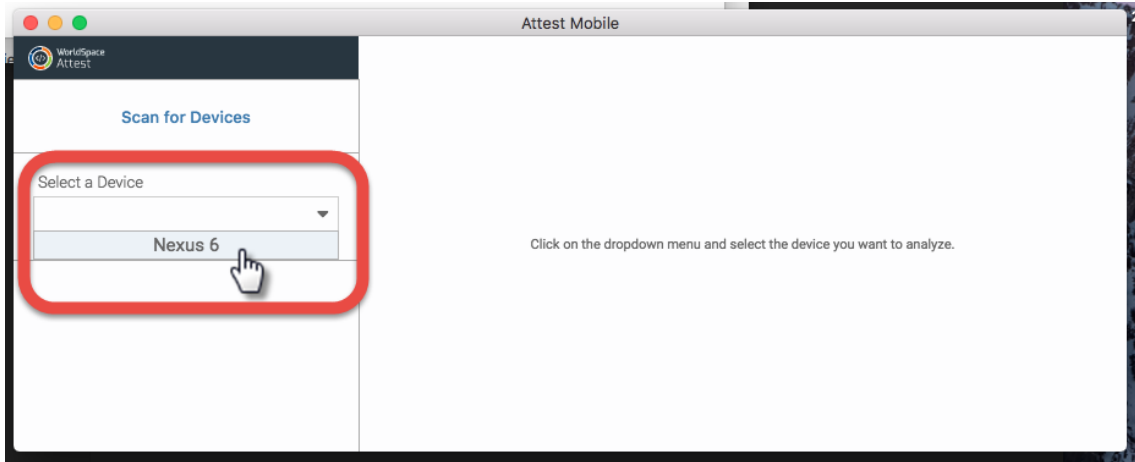 Attest Mobile
WorldSpace
Attest
Scan for Devices
Select a Device
Nexus 6
Click on the dropdown menu and select the device you want to analyze.